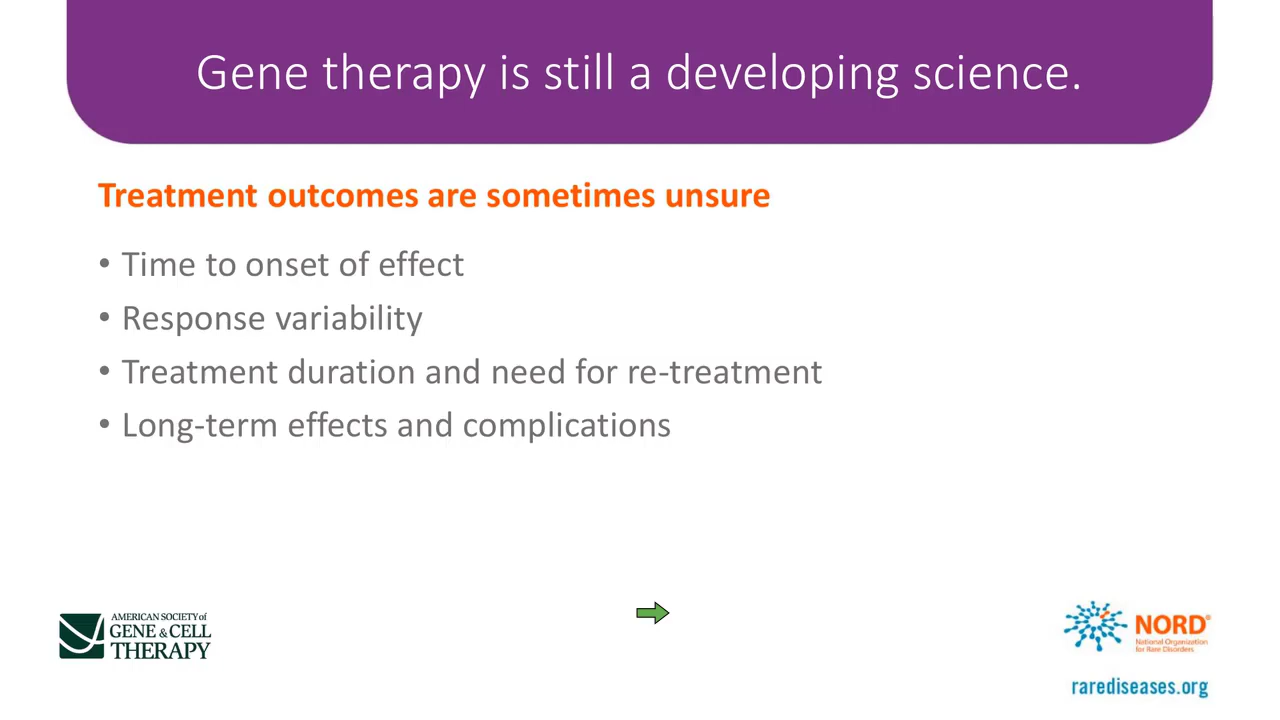 Gene therapy is still a developing science.
Treatment outcomes are sometimes unsure
• Time to onset of effect
• Response variability
• Treatment duration and need for re-treatment
• Long-term effects and complications
AMERICAN SOCIETY of
GENE & CELL
THERAPY
NORD®
National Organization
for Rare Disorders
rarediseases.org